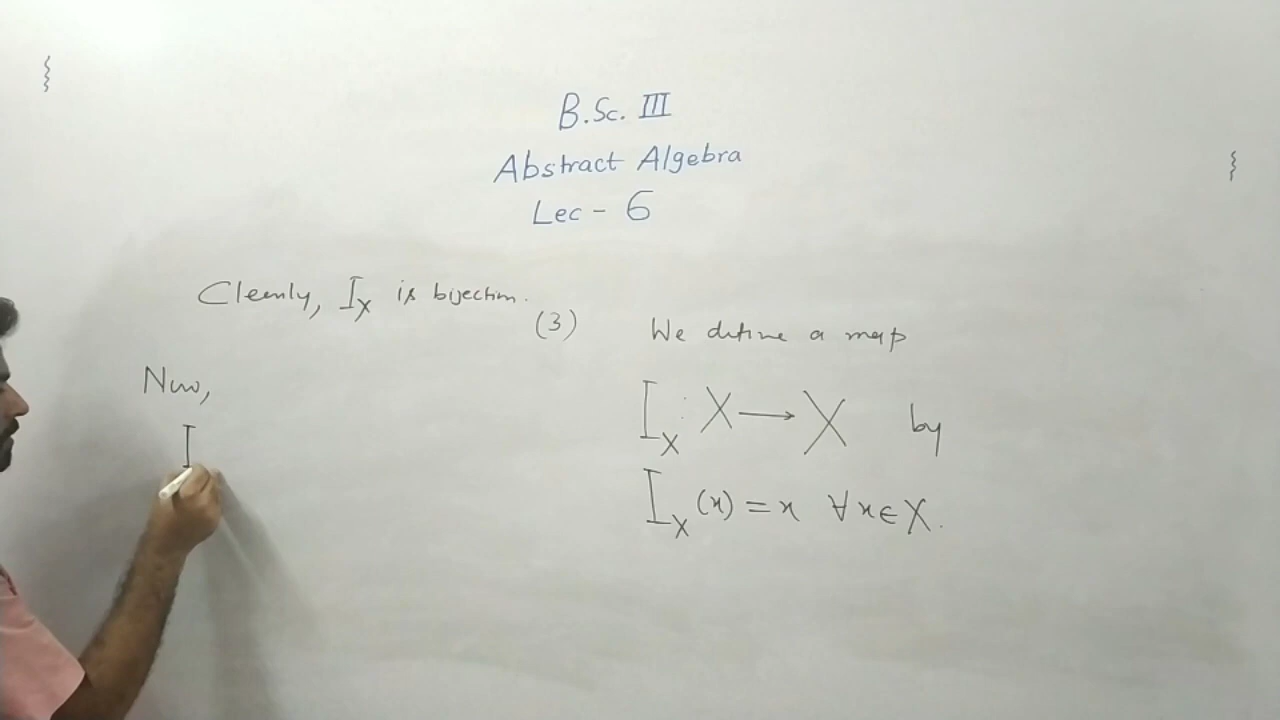 B.Sc. III
Abstract Algebra
Lec - 6
Clearly, I_X is bijection.
Now,
I
(3) We define a map
I_X : X → X by
I_X (x) = x ∀ x ∈ X.